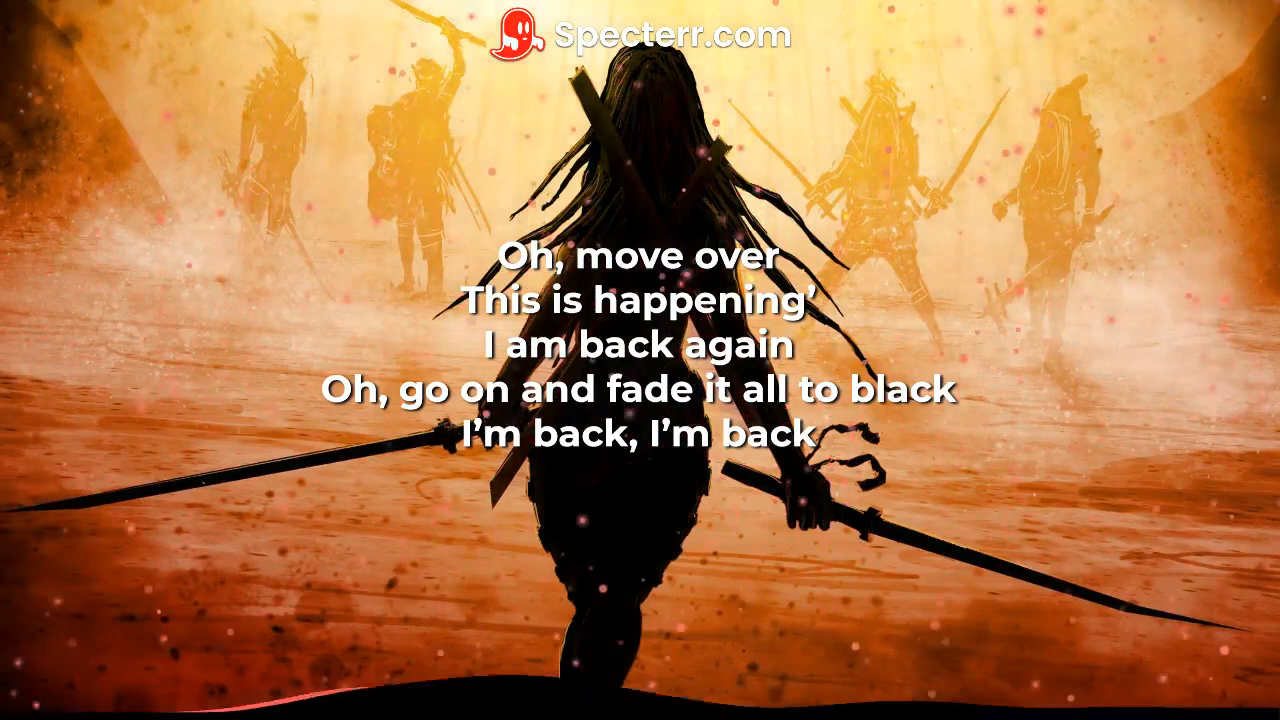 Specterr.com
Oh, move over
This is happening’
I am back again
Oh, go on and fade it all to black
I’m back, I’m back